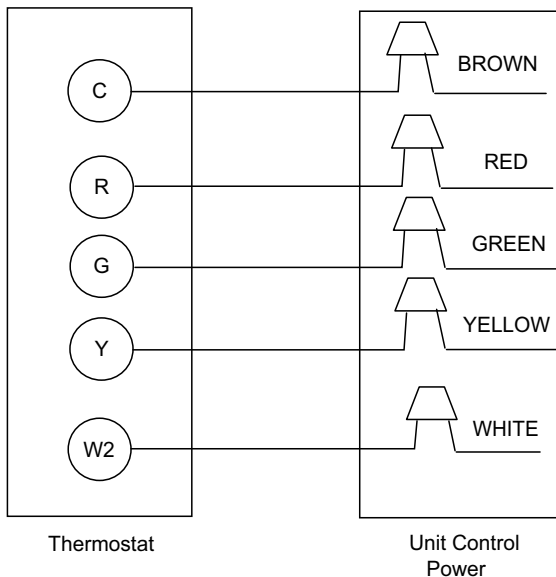 C
BROWN
R
RED
G
GREEN
Y
YELLOW
W2
WHITE
Thermostat
Unit Control
Power